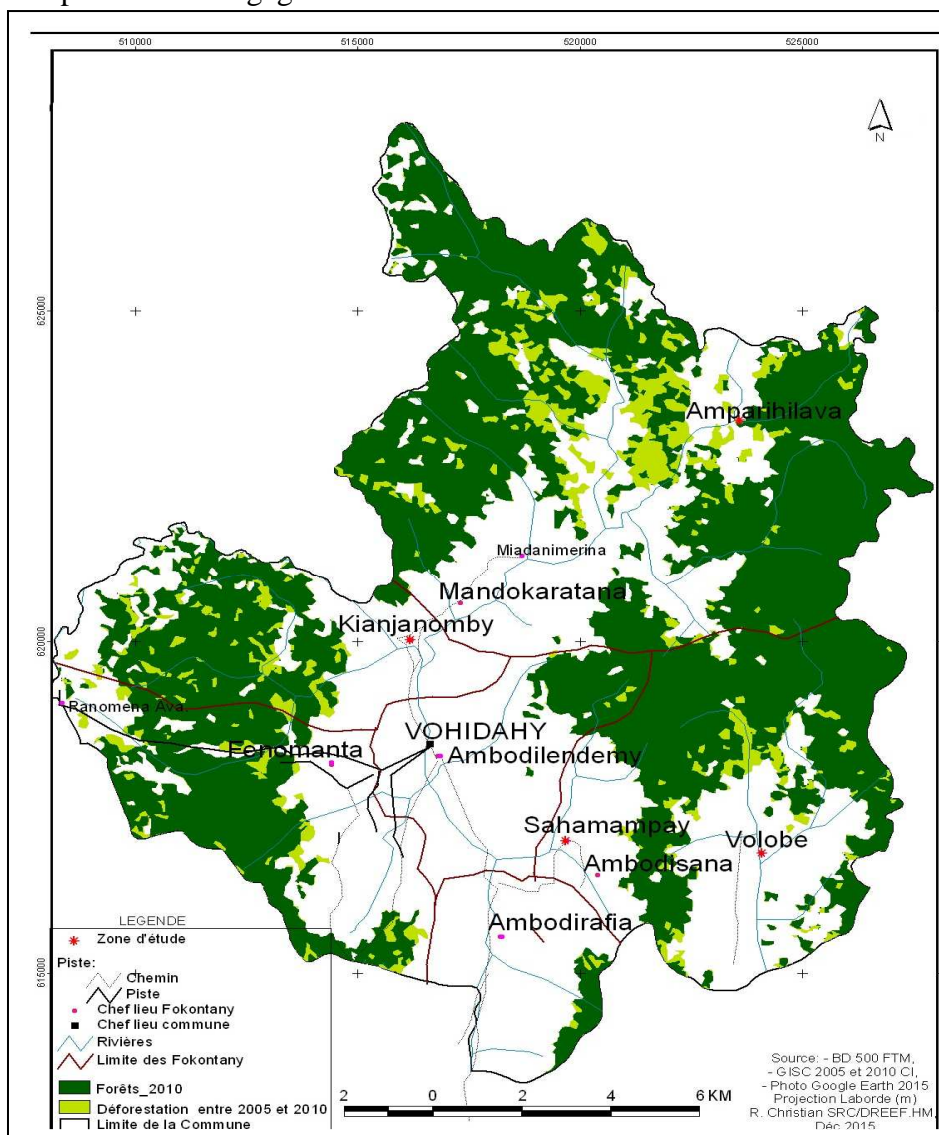 510000 515000 520000 525000
N
625000
Amparihilava
Miadanimerina
Mandokaratana
Kianjanomby
620000
Ranomena Ava.
VOHIDAHY
Fenomanta
Ambodilendemy
Sahamampay
Volobe
Ambodisana
Ambodirafia
615000
LEGENDE
Zone d'étude
Piste:
Chemin
Piste
Chef lieu Fokontany
Chef lieu commune
Rivières
Limite des Fokontany
Forêts_2010
Déforestation entre 2005 et 2010
Limite de la Commune
2 0 2 4 6 KM
Source: - BD 500 FTM,
- GISC 2005 et 2010 CI,
- Photo Google Earth 2015
Projection Laborde (m)
R. Christian SRC/DREEF.HM,
Déc 2015